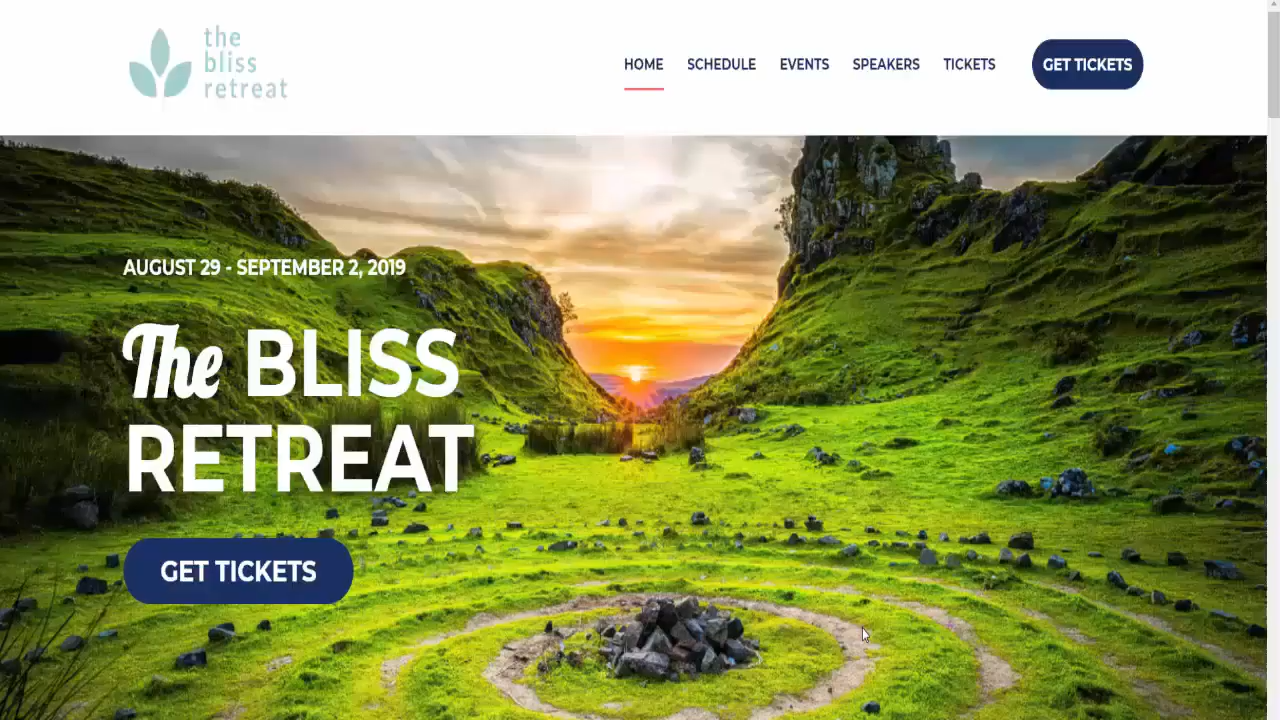 the
bliss
retreat
HOME SCHEDULE EVENTS SPEAKERS TICKETS GET TICKETS
AUGUST 29 - SEPTEMBER 2, 2019
The BLISS
RETREAT
GET TICKETS